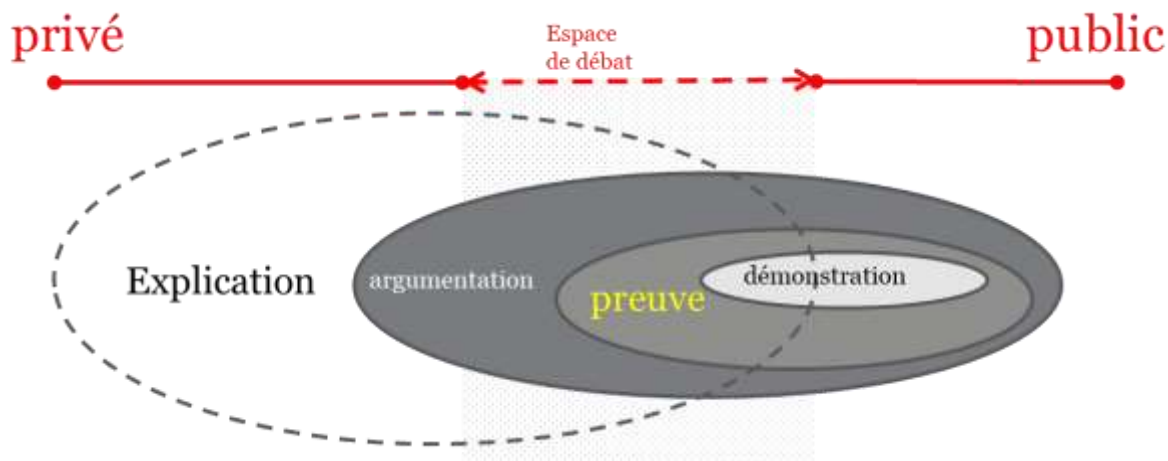 privé
Espace
de débat
public
Explication
argumentation
preuve
démonstration